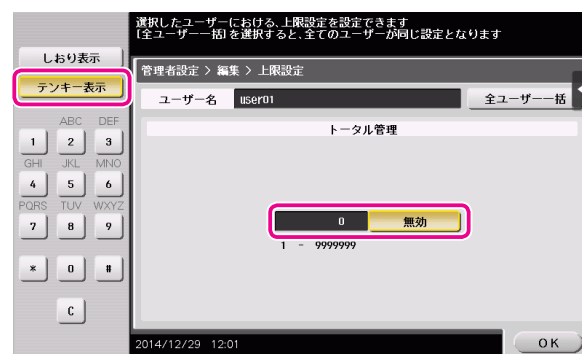 選択したユーザーにおける、上限設定を設定できます
「全ユーザー一括」を選択すると、全てのユーザーが同じ設定となります
しおり表示
テンキー表示
管理者設定 > 編集 > 上限設定
ユーザー名 user01 全ユーザー一括
トータル管理
ABC DEF
1 2 3
GHI JKL MNO
4 5 6
PQRS TUV WXYZ
7 8 9
* 0 #
C
0 無効
1 - 9999999
2014/12/29 12:01
OK